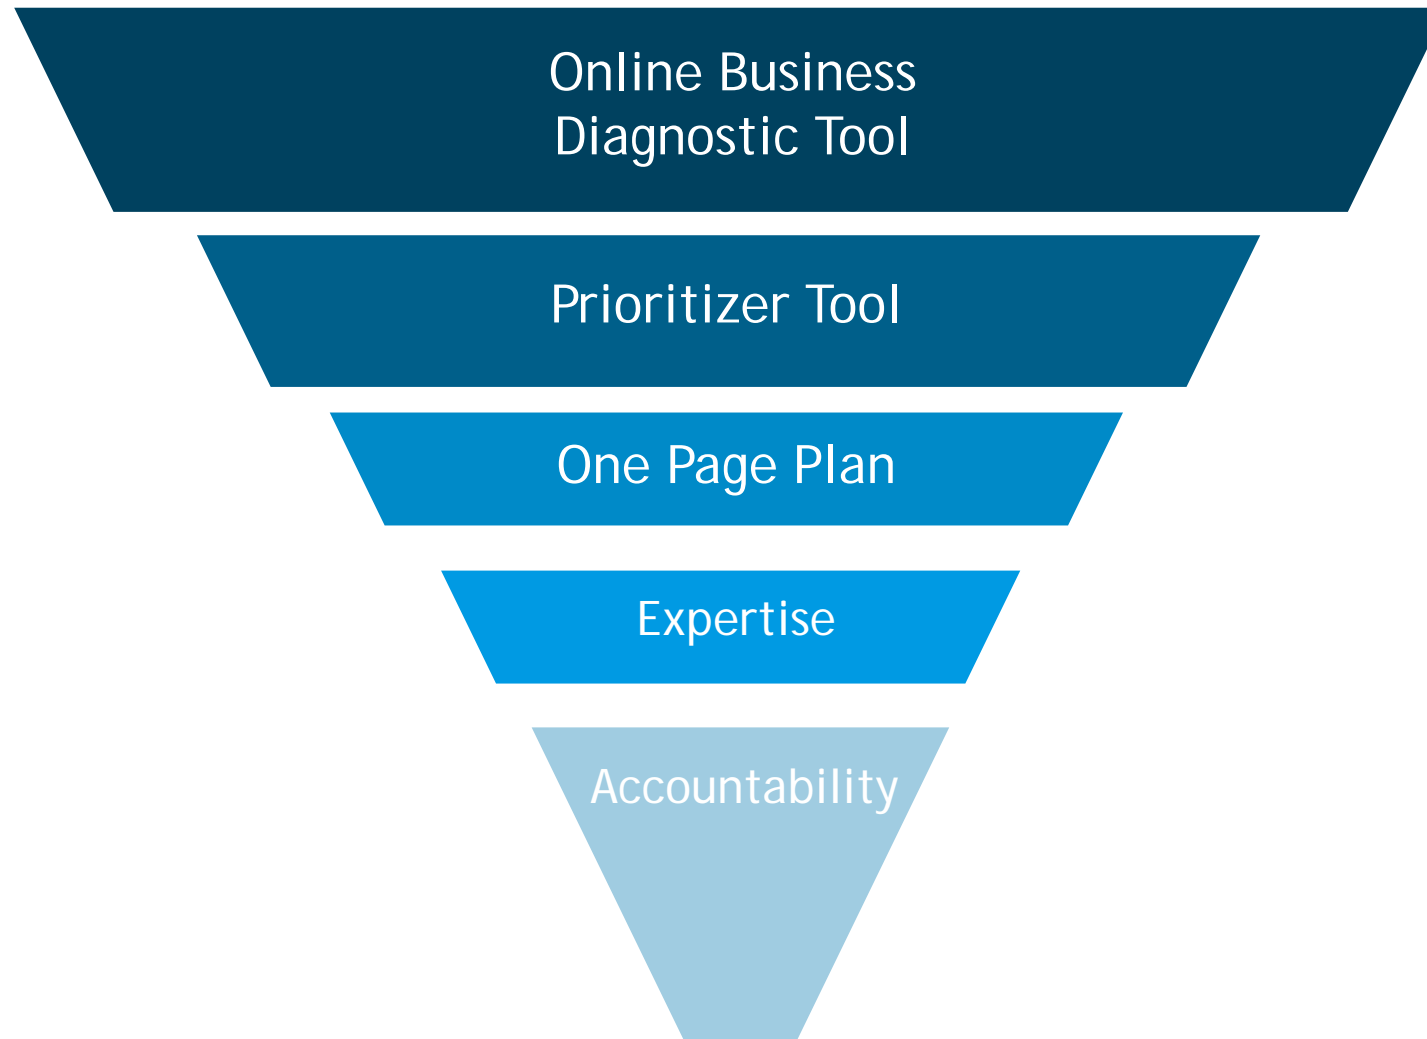 Online Business
Diagnostic Tool
Prioritizer Tool
One Page Plan
Expertise
Accountability